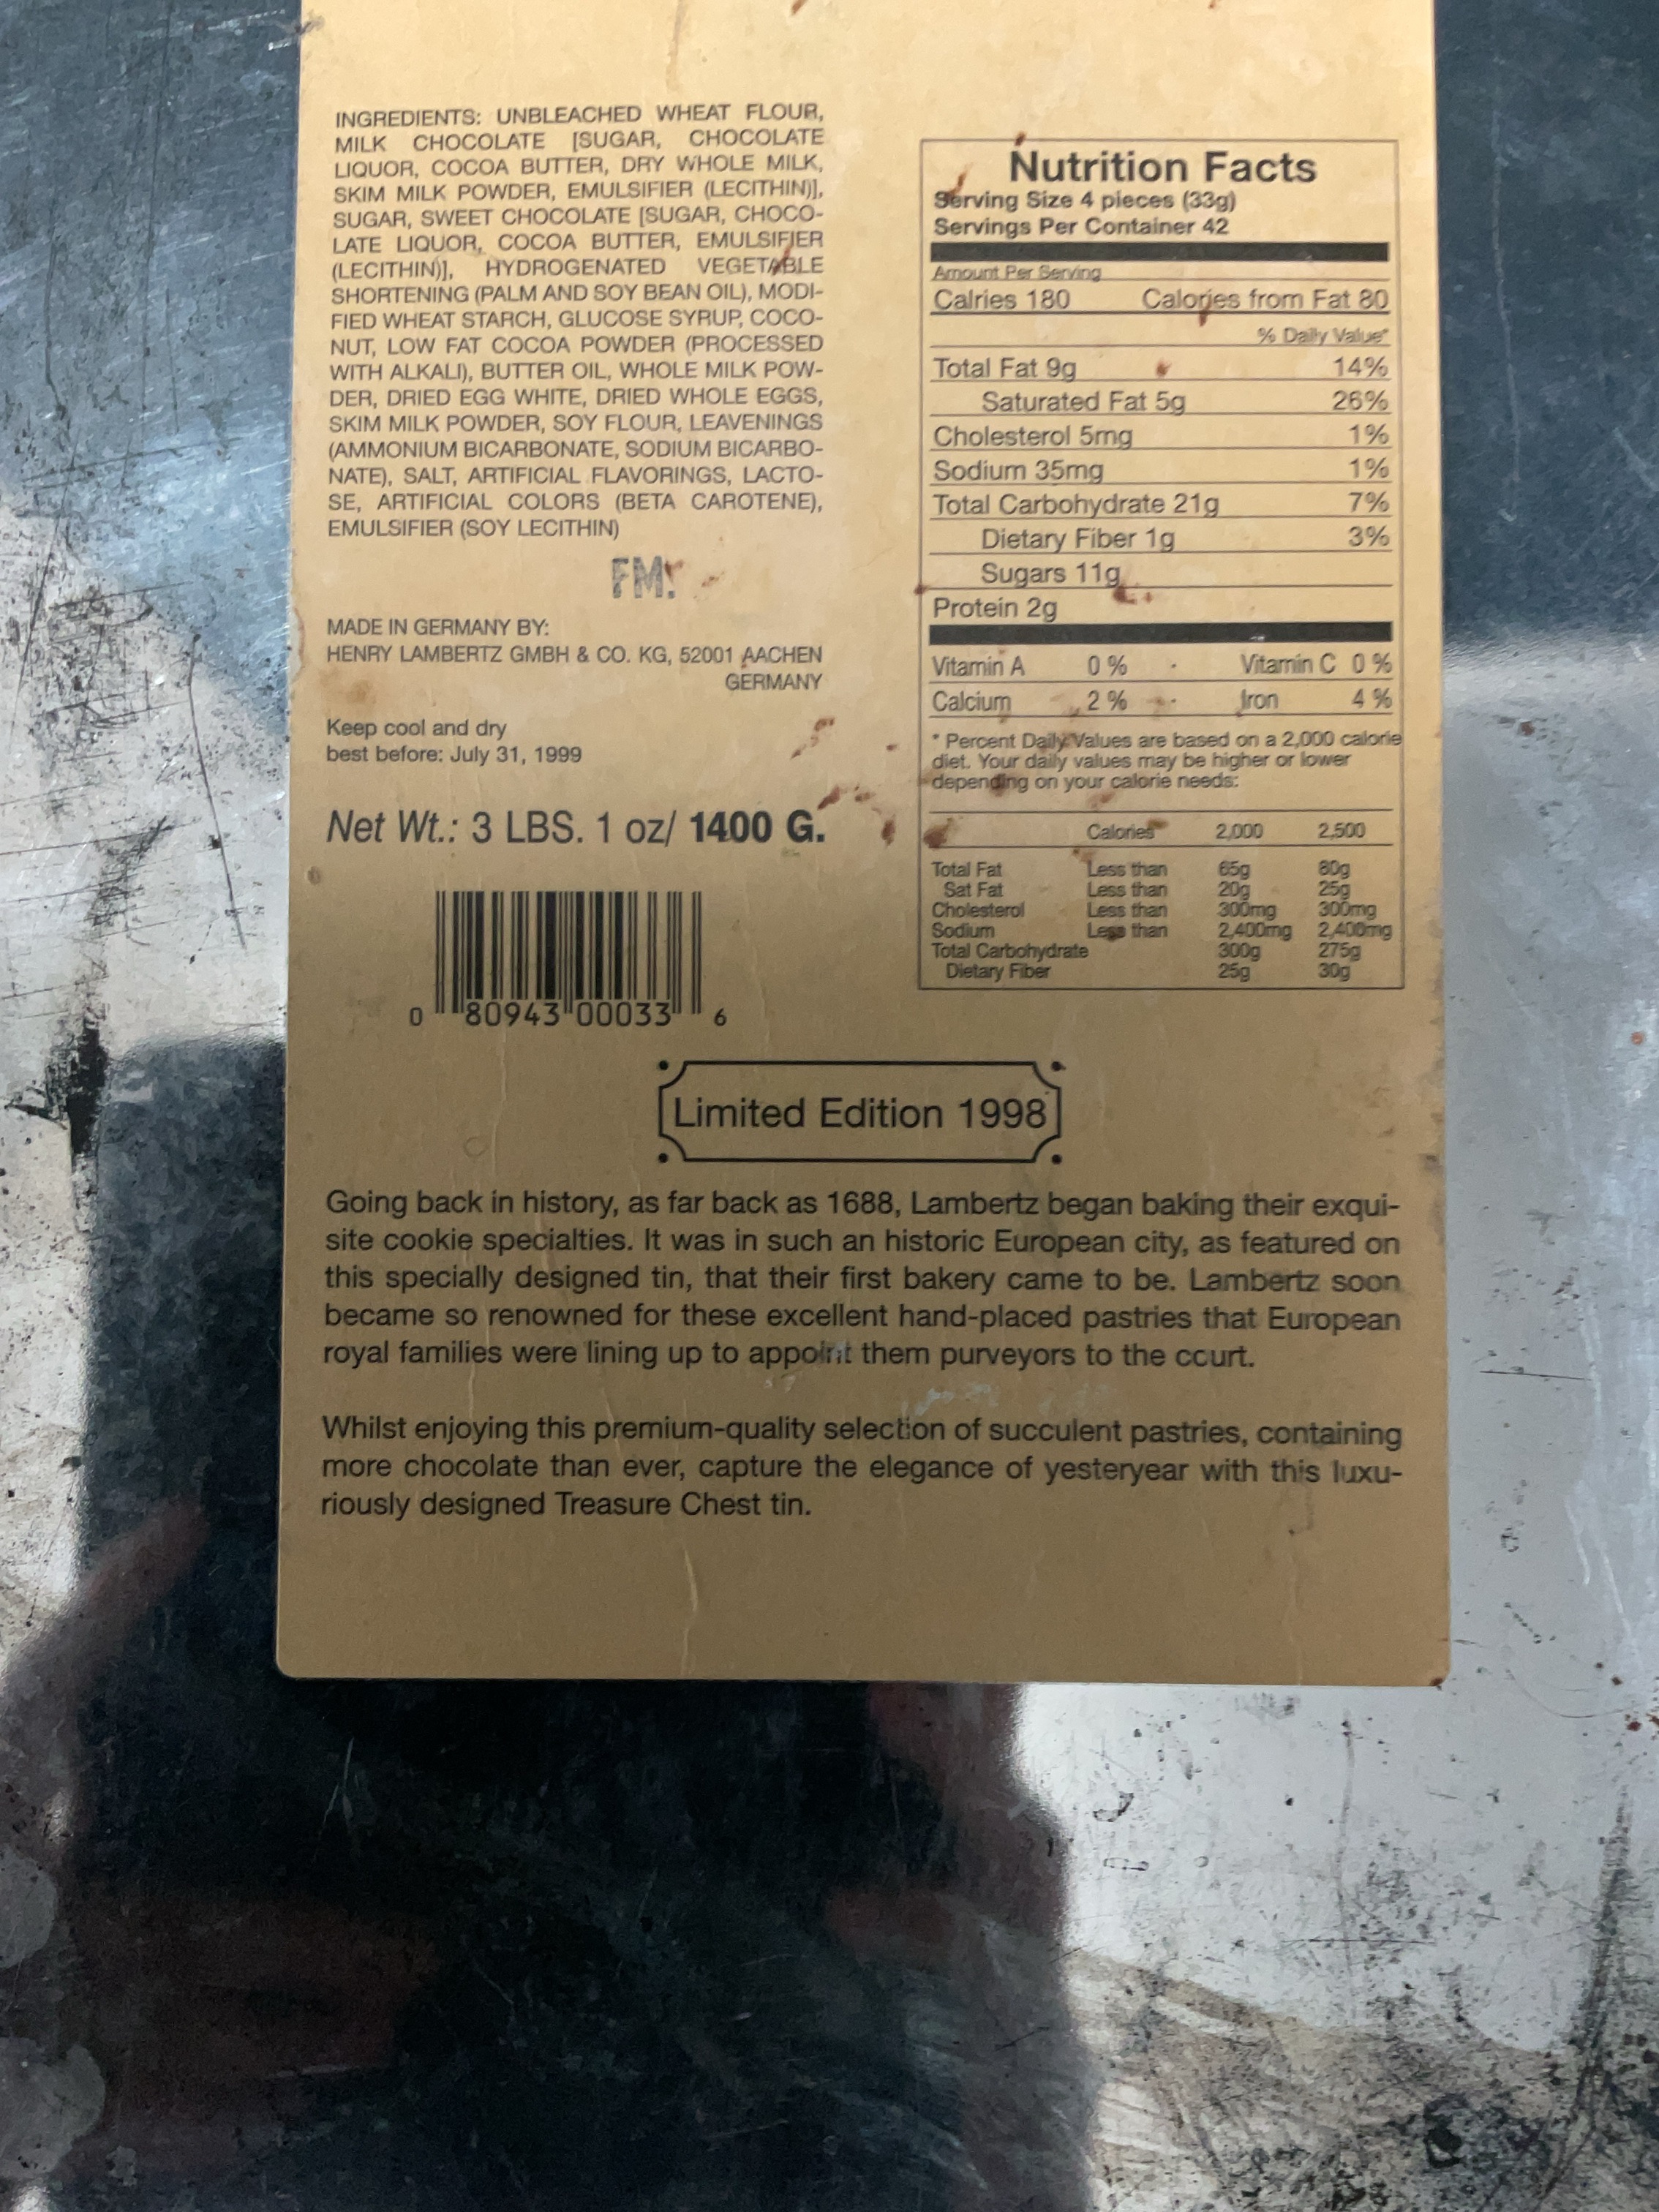 INGREDIENTS: UNBLEACHED WHEAT FLOUR,
MILK CHOCOLATE [SUGAR, CHOCOLATE
LIQUOR, COCOA BUTTER, DRY WHOLE MILK,
SKIM MILK POWDER, EMULSIFIER (LECITHIN)],
SUGAR, SWEET CHOCOLATE [SUGAR, CHOCO-
LATE LIQUOR, COCOA BUTTER, EMULSIFIER
(LECITHIN)], HYDROGENATED VEGETABLE
SHORTENING (PALM AND SOY BEAN OIL), MODI-
FIED WHEAT STARCH, GLUCOSE SYRUP, COCO-
NUT, LOW FAT COCOA POWDER (PROCESSED
WITH ALKALI), BUTTER OIL, WHOLE MILK POW-
DER, DRIED EGG WHITE, DRIED WHOLE EGGS,
SKIM MILK POWDER, SOY FLOUR, LEAVENINGS
(AMMONIUM BICARBONATE, SODIUM BICARBO-
NATE), SALT, ARTIFICIAL FLAVORINGS, LACTO-
SE, ARTIFICIAL COLORS (BETA CAROTENE),
EMULSIFIER (SOY LECITHIN)
FM:
MADE IN GERMANY BY:
HENRY LAMBERTZ GMBH & CO. KG, 52001 AACHEN
GERMANY
Keep cool and dry
best before: July 31, 1999
Net Wt.: 3 LBS. 1 oz/ 1400 G.
0 80943 00033 6
Nutrition Facts
Serving Size 4 pieces (33g)
Servings Per Container 42
Amount Per Serving
Calries 180 Calories from Fat 80
% Daily Value*
Total Fat 9g 14%
Saturated Fat 5g 26%
Cholesterol 5mg 1%
Sodium 35mg 1%
Total Carbohydrate 21g 7%
Dietary Fiber 1g 3%
Sugars 11g
Protein 2g
Vitamin A 0 % · Vitamin C 0 %
Calcium 2 % · Iron 4 %
* Percent Daily Values are based on a 2,000 calorie
diet. Your daily values may be higher or lower
depending on your calorie needs:
Calories 2,000 2,500
Total Fat Less than 65g 80g
Sat Fat Less than 20g 25g
Cholesterol Less than 300mg 300mg
Sodium Less than 2,400mg 2,400mg
Total Carbohydrate 300g 275g
Dietary Fiber 25g 30g
Limited Edition 1998
Going back in history, as far back as 1688, Lambertz began baking their exqui-
site cookie specialties. It was in such an historic European city, as featured on
this specially designed tin, that their first bakery came to be. Lambertz soon
became so renowned for these excellent hand-placed pastries that European
royal families were lining up to appoint them purveyors to the court.
Whilst enjoying this premium-quality selection of succulent pastries, containing
more chocolate than ever, capture the elegance of yesteryear with this luxu-
riously designed Treasure Chest tin.